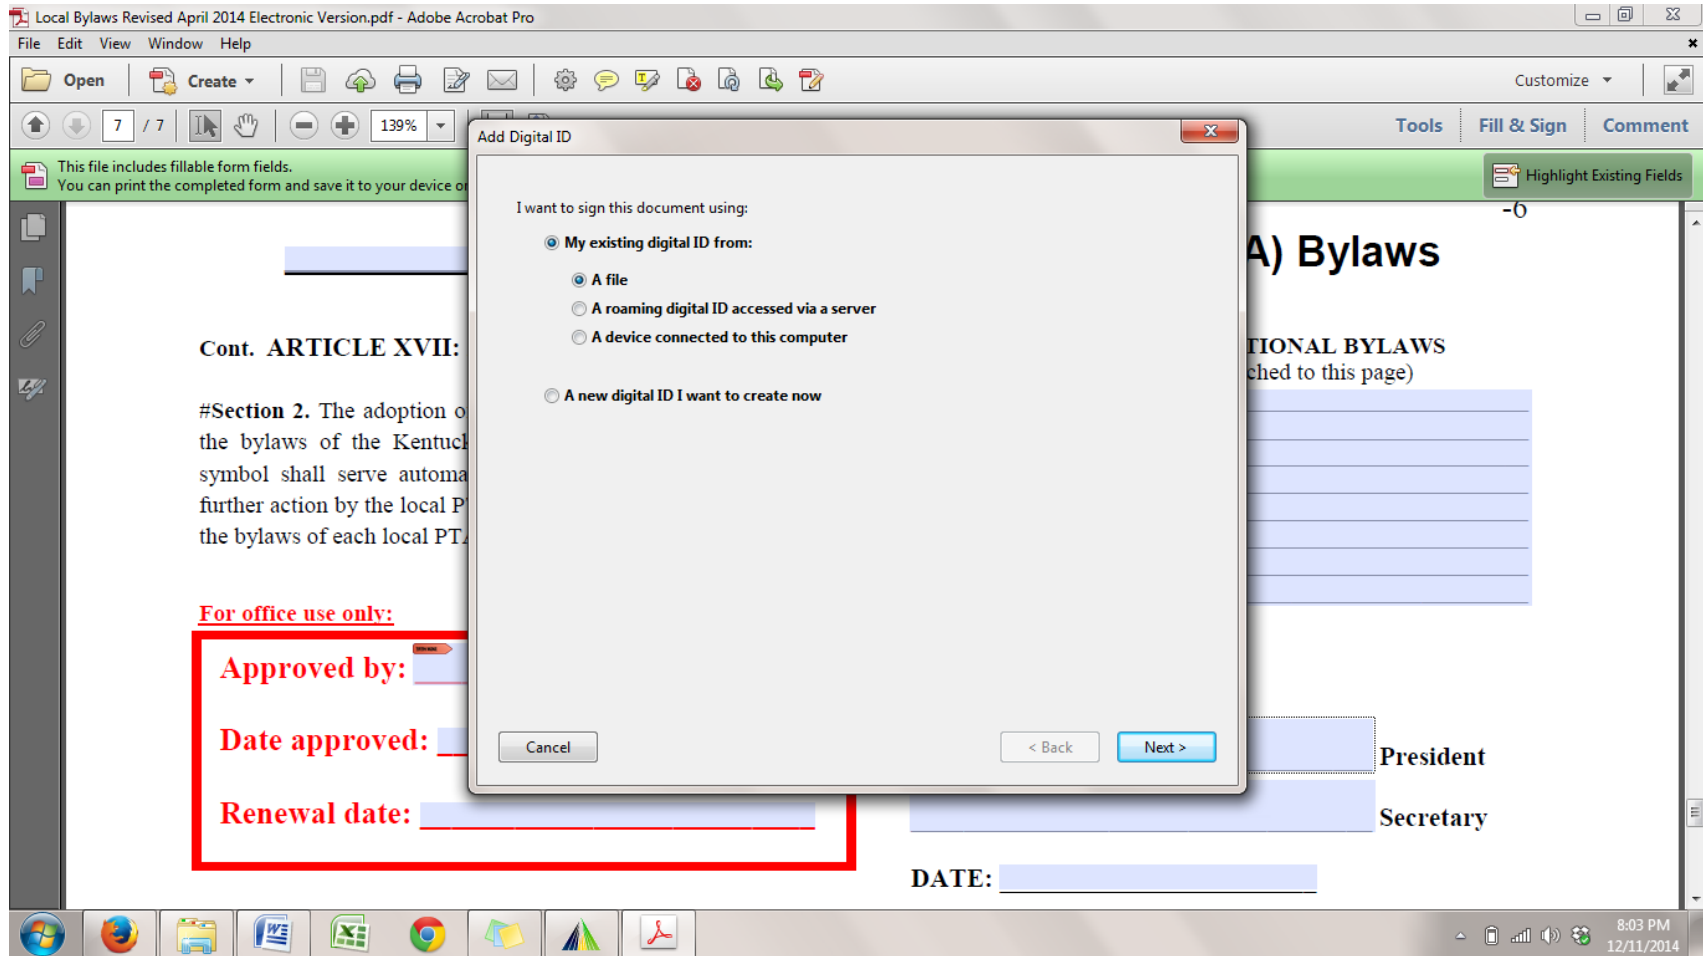 Local Bylaws Revised April 2014 Electronic Version.pdf - Adobe Acrobat Pro
File Edit View Window Help
Open Create Customize
7 / 7 139% Tools Fill & Sign Comment
This file includes fillable form fields.
You can print the completed form and save it to your device or
Highlight Existing Fields
Add Digital ID
I want to sign this document using:
My existing digital ID from:
A file
A roaming digital ID accessed via a server
A device connected to this computer
A new digital ID I want to create now
Cancel < Back Next >
-6
A) Bylaws
Cont. ARTICLE XVII:
#Section 2. The adoption o
the bylaws of the Kentuck
symbol shall serve automa
further action by the local P
the bylaws of each local PTA
TIONAL BYLAWS
ched to this page)
For office use only:
Approved by:
Date approved:
Renewal date:
President
Secretary
DATE:
8:03 PM
12/11/2014